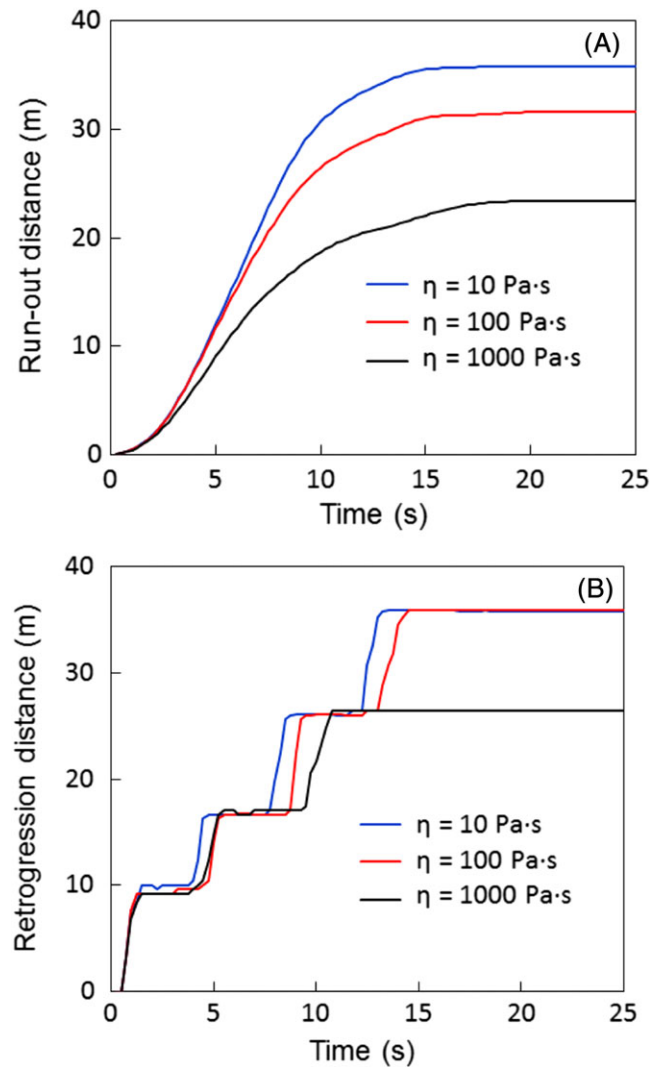 (A)
Run-out distance (m)
40
30
20
10
0
η = 10 Pa·s
η = 100 Pa·s
η = 1000 Pa·s
0 5 10 15 20 25
Time (s)
(B)
Retrogression distance (m)
40
30
20
10
0
η = 10 Pa·s
η = 100 Pa·s
η = 1000 Pa·s
0 5 10 15 20 25
Time (s)